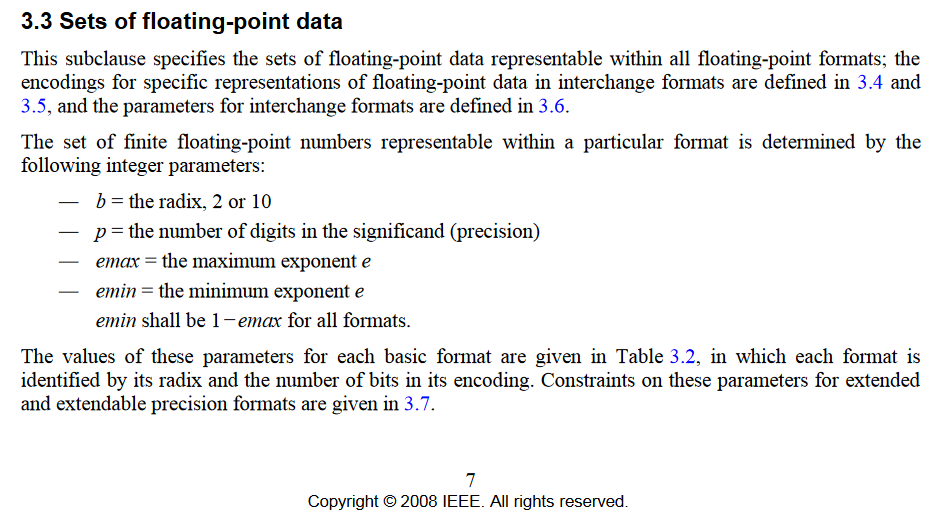 3.3 Sets of floating-point data
This subclause specifies the sets of floating-point data representable within all floating-point formats; the
encodings for specific representations of floating-point data in interchange formats are defined in 3.4 and
3.5, and the parameters for interchange formats are defined in 3.6.
The set of finite floating-point numbers representable within a particular format is determined by the
following integer parameters:
— b = the radix, 2 or 10
— p = the number of digits in the significand (precision)
— emax = the maximum exponent e
— emin = the minimum exponent e
emin shall be 1−emax for all formats.
The values of these parameters for each basic format are given in Table 3.2, in which each format is
identified by its radix and the number of bits in its encoding. Constraints on these parameters for extended
and extendable precision formats are given in 3.7.
7
Copyright © 2008 IEEE. All rights reserved.